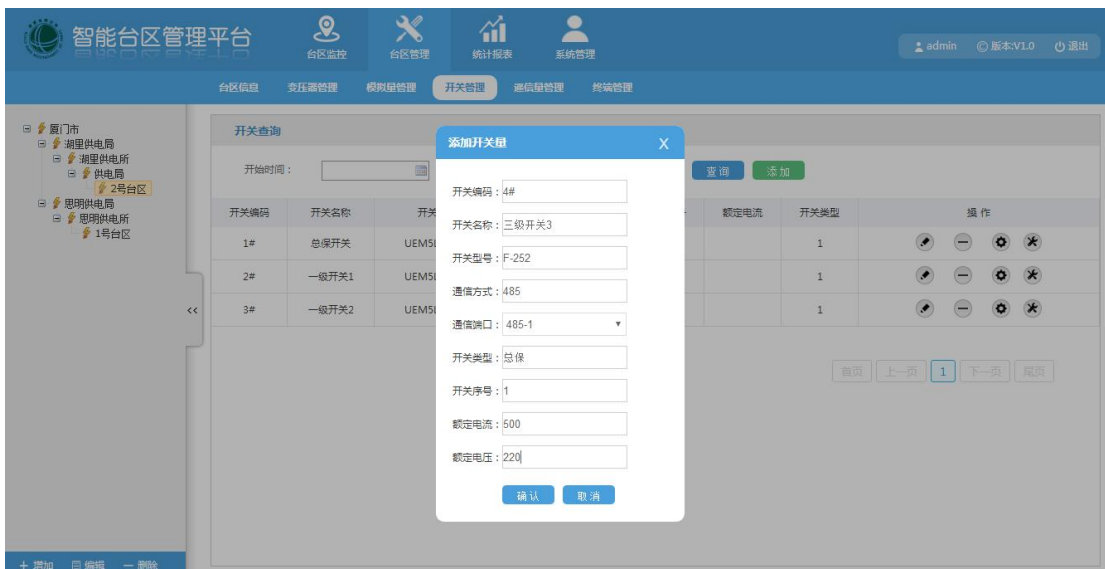 智能台区管理平台
台区监控 台区管理 统计报表 系统管理
admin ©版本:V1.0 退出
台区信息 变压器管理 模拟量管理 开关管理 遥信量管理 终端管理
厦门市
湖里供电局
湖里供电所
供电局
2号台区
思明供电局
思明供电所
1号台区
+ 增加 编辑 — 删除
开关查询
开始时间: 查询 添加
开关编码 开关名称 开关 额定电流 开关类型 操作
1# 总保开关 UEM5L 1
2# 一级开关1 UEM5L 1
3# 一级开关2 UEM5L 1
<<
首页 上一页 1 下一页 尾页
添加开关量 X
开关编码:4#
开关名称:三级开关3
开关型号:F-252
通信方式:485
通信端口:485-1
开关类型:总保
开关序号:1
额定电流:500
额定电压:220
确认 取消